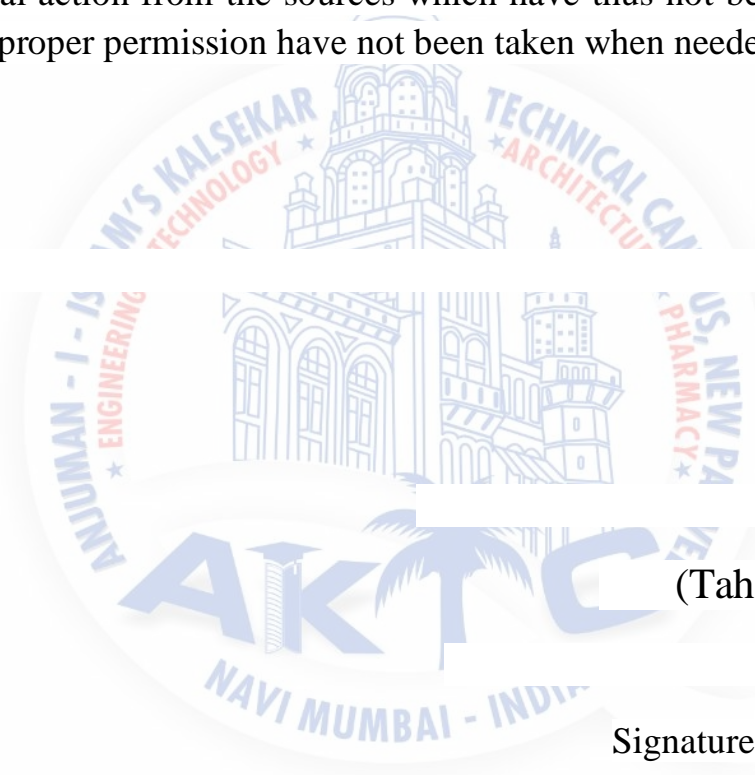 al action from the sources which have thus not be
proper permission have not been taken when neede
ANJUMAN - I - ISLAM'S KALSEKAR TECHNICAL CAMPUS, NEW PANVEL
ENGINEERING TECHNOLOGY * ARCHITECTURE * PHARMACY *
AKTC
(Tah
NAVI MUMBAI - INDIA
Signature